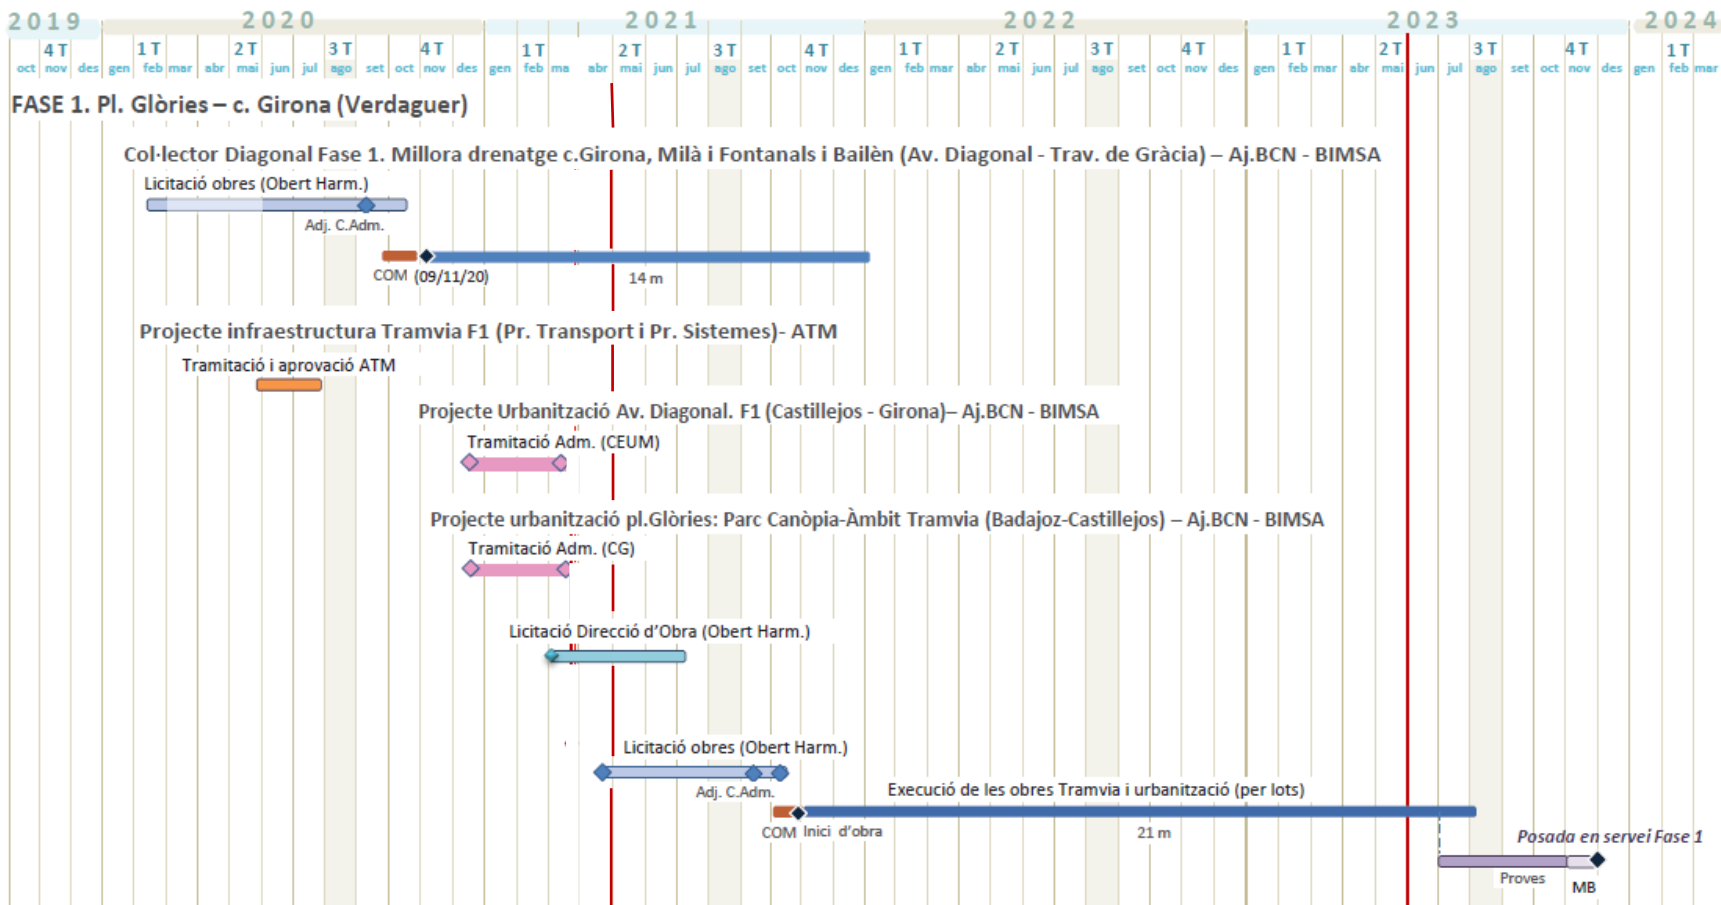 2019 2020 2021 2022 2023 2024
4 T 1 T 2 T 3 T 4 T 1 T 2 T 3 T 4 T 1 T 2 T 3 T 4 T 1 T 2 T 3 T 4 T 1 T
oct nov des gen feb mar abr mai jun jul ago set oct nov des gen feb ma abr mai jun jul ago set oct nov des gen feb mar abr mai jun jul ago set oct nov des gen feb mar abr mai jun jul ago set oct nov des gen feb mar
FASE 1. Pl. Glòries – c. Girona (Verdaguer)
Col·lector Diagonal Fase 1. Millora drenatge c.Girona, Milà i Fontanals i Bailèn (Av. Diagonal - Trav. de Gràcia) – Aj.BCN - BIMSA
Licitació obres (Obert Harm.)
Adj. C.Adm.
COM (09/11/20)
14 m
Projecte infraestructura Tramvia F1 (Pr. Transport i Pr. Sistemes)- ATM
Tramitació i aprovació ATM
Projecte Urbanització Av. Diagonal. F1 (Castillejos - Girona)– Aj.BCN - BIMSA
Tramitació Adm. (CEUM)
Projecte urbanització pl.Glòries: Parc Canòpia-Àmbit Tramvia (Badajoz-Castillejos) – Aj.BCN - BIMSA
Tramitació Adm. (CG)
Licitació Direcció d'Obra (Obert Harm.)
Licitació obres (Obert Harm.)
Adj. C.Adm.
Execució de les obres Tramvia i urbanització (per lots)
COM Inici d'obra
21 m
Posada en servei Fase 1
Proves
MB